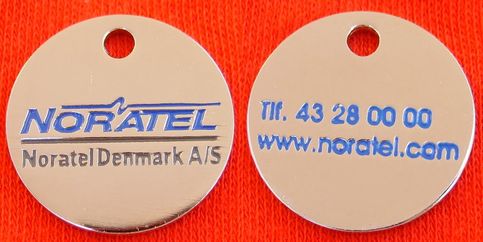 NORATEL
Noratel Denmark A/S
Tlf. 43 28 00 00
www.noratel.com